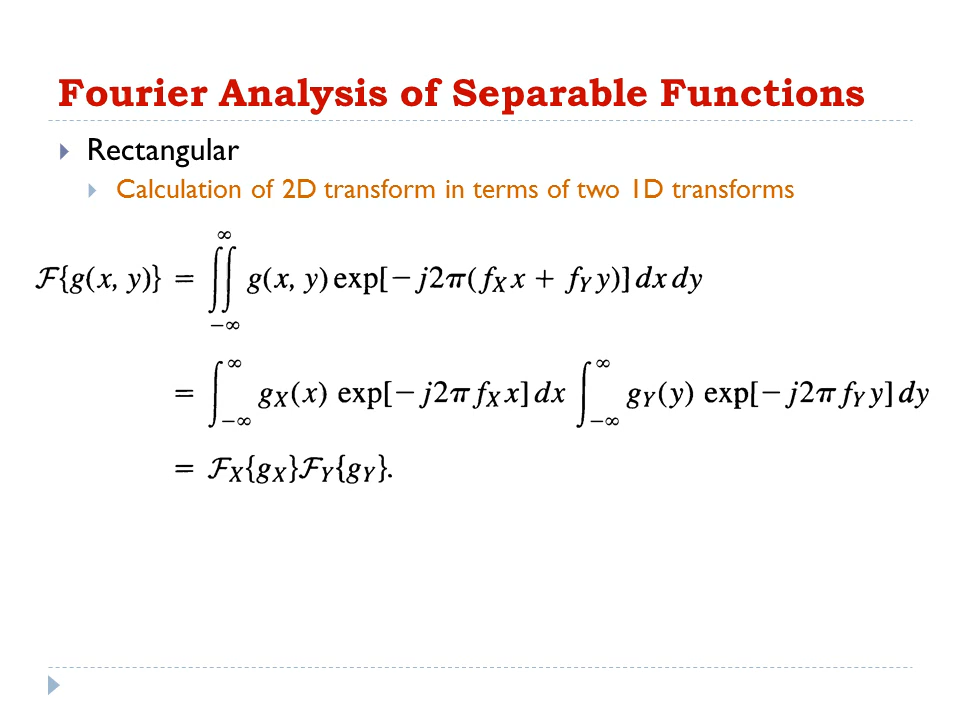 Fourier Analysis of Separable Functions
Rectangular
Calculation of 2D transform in terms of two 1D transforms
ℱ{g(x, y)} = ∬_{−∞}^{∞} g(x, y) exp[−j2π(f_X x + f_Y y)] dx dy
= ∫_{−∞}^{∞} g_X(x) exp[−j2π f_X x] dx ∫_{−∞}^{∞} g_Y(y) exp[−j2π f_Y y] dy
= ℱ_X{g_X}ℱ_Y{g_Y}.